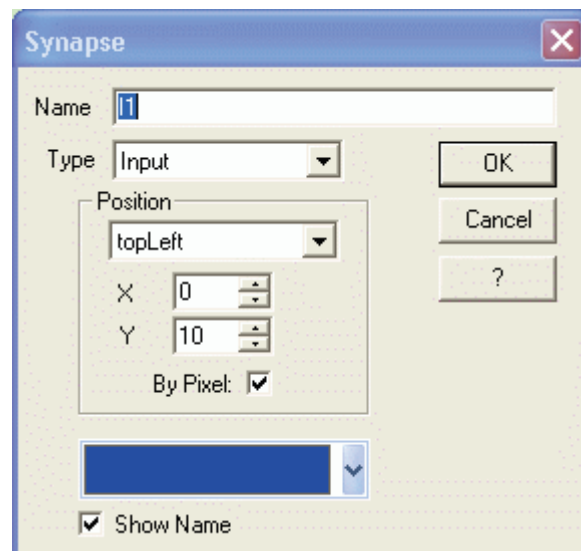 Synapse
Name I1
Type Input
OK
Position
topLeft
Cancel
X 0
?
Y 10
By Pixel:
Show Name